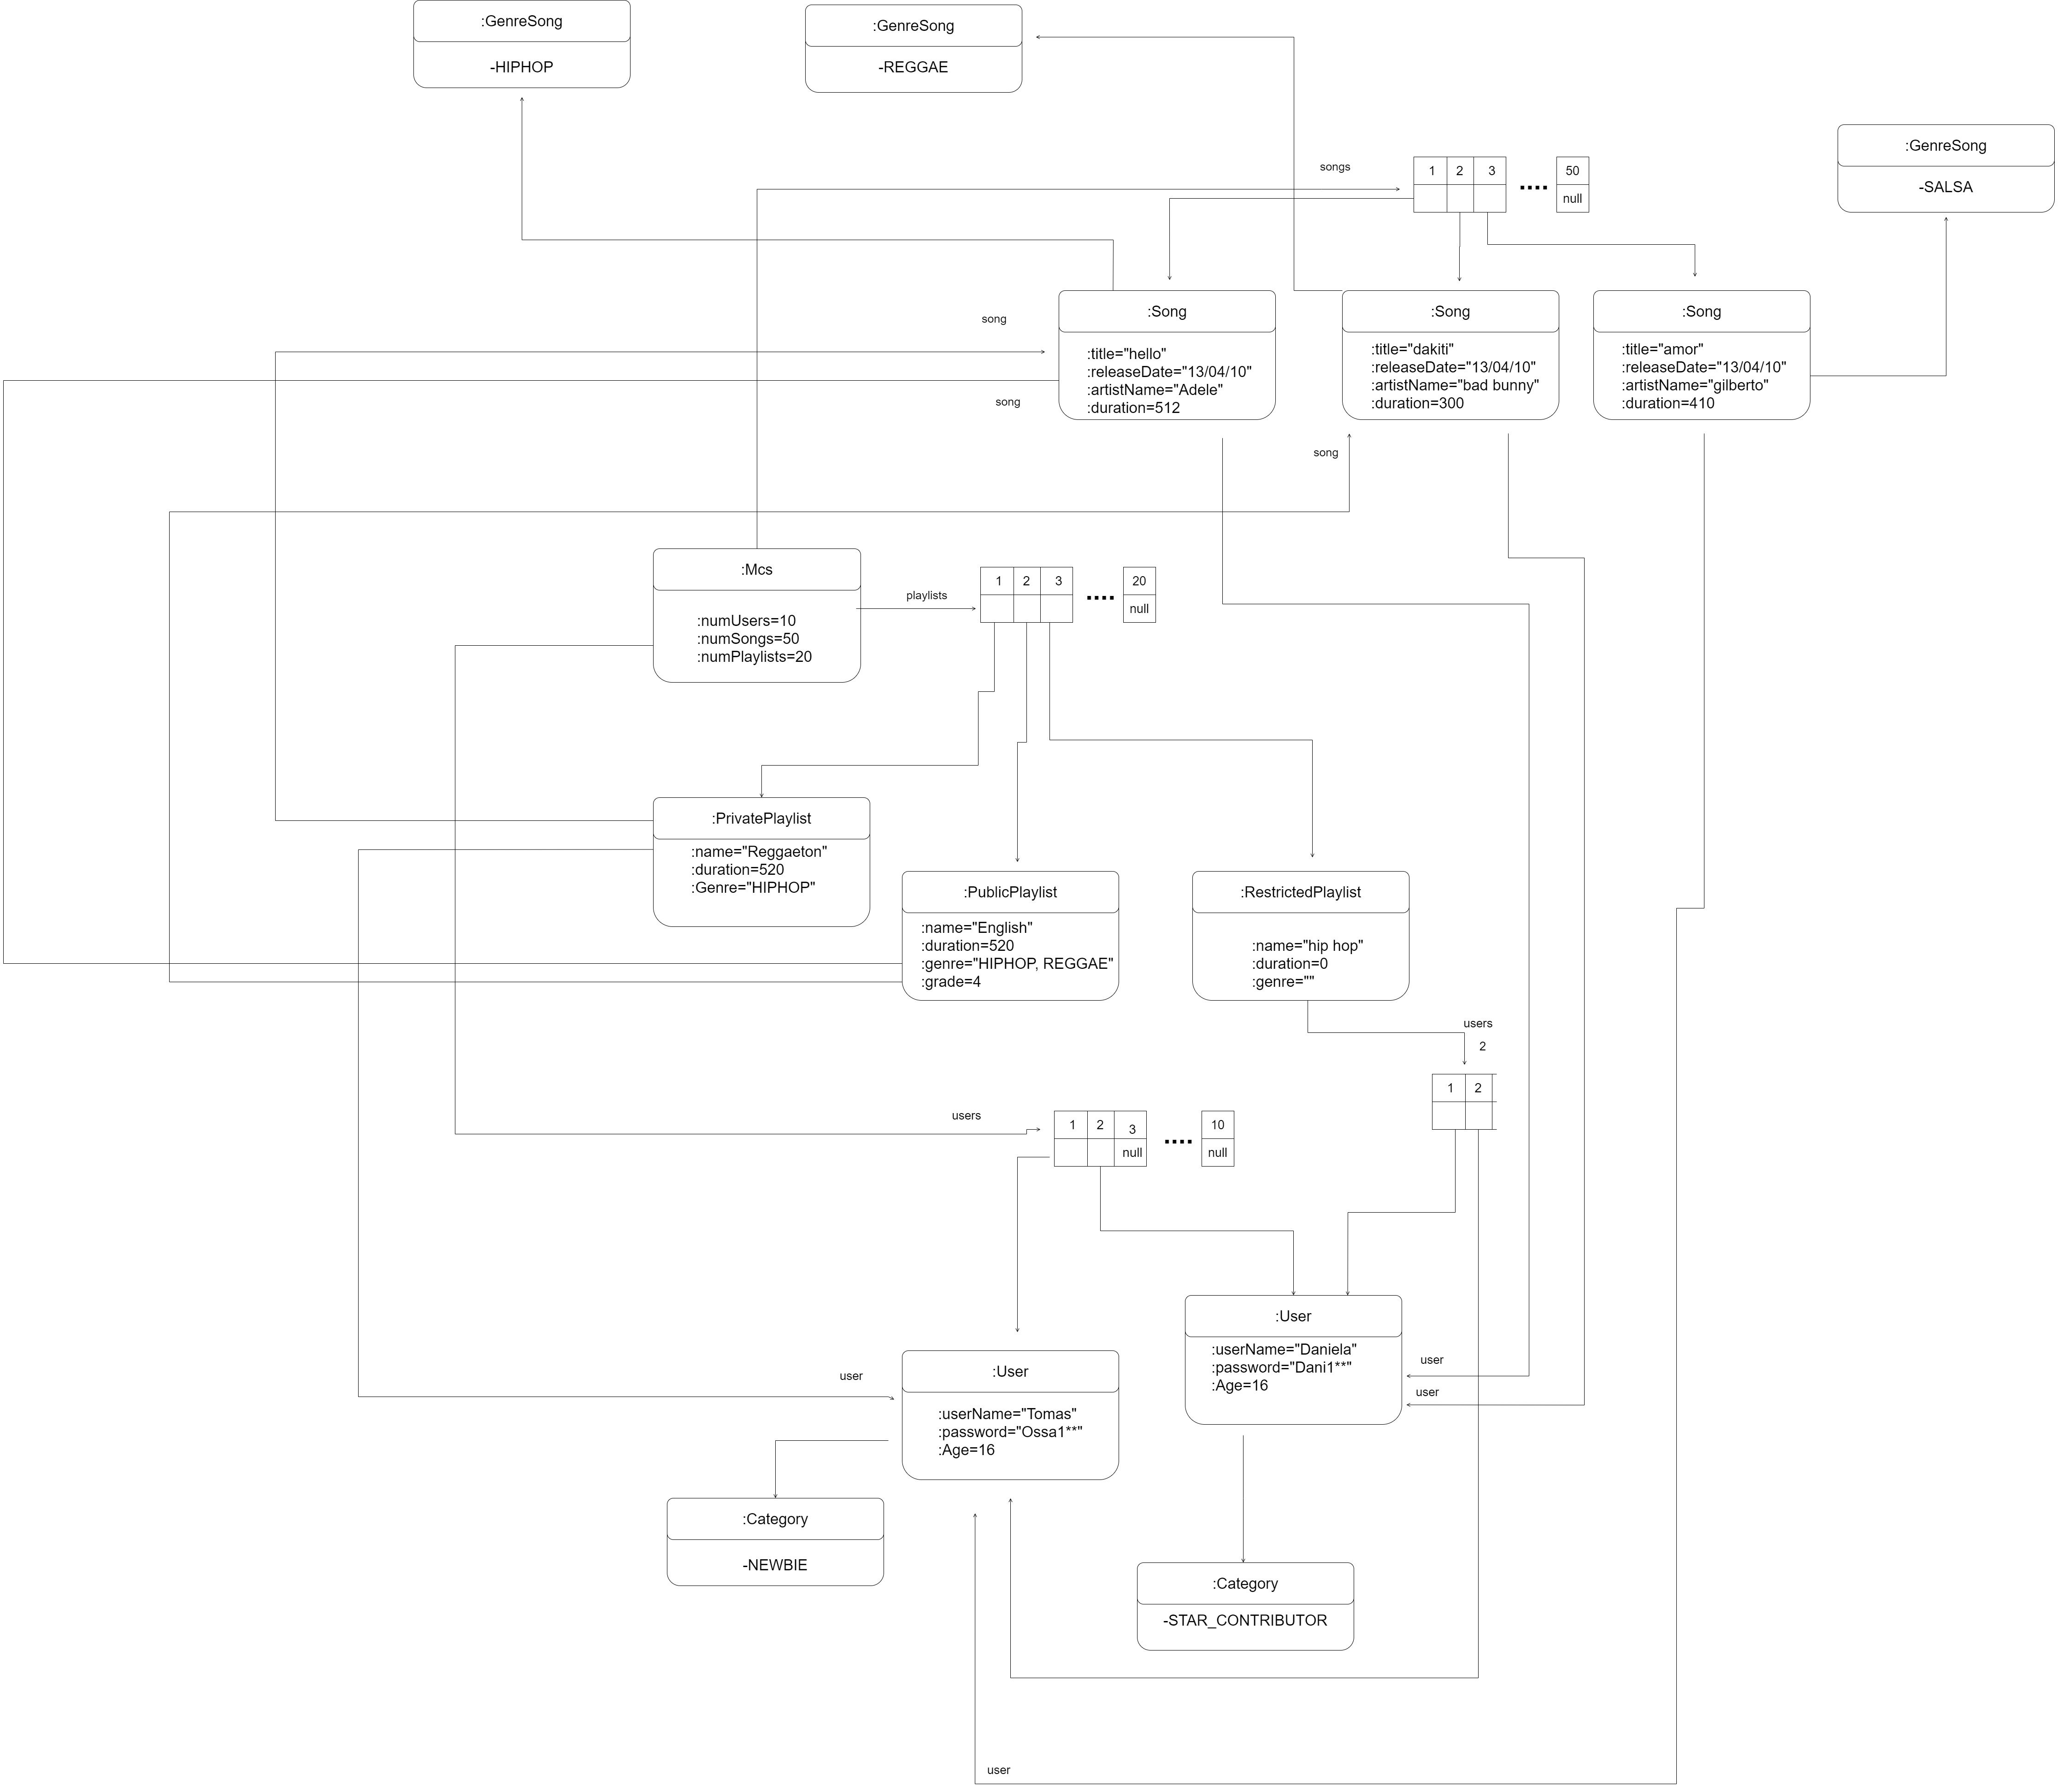 :GenreSong
-HIPHOP
:GenreSong
-REGGAE
:GenreSong
-SALSA
songs
1 2 3 .... 50
null
song
:Song
:title="hello"
:releaseDate="13/04/10"
:artistName="Adele"
:duration=512
:Song
:title="dakiti"
:releaseDate="13/04/10"
:artistName="bad bunny"
:duration=300
:Song
:title="amor"
:releaseDate="13/04/10"
:artistName="gilberto"
:duration=410
song
song
:Mcs
:numUsers=10
:numSongs=50
:numPlaylists=20
playlists
1 2 3 .... 20
null
:PrivatePlaylist
:name="Reggaeton"
:duration=520
:Genre="HIPHOP"
:PublicPlaylist
:name="English"
:duration=520
:genre="HIPHOP, REGGAE"
:grade=4
:RestrictedPlaylist
:name="hip hop"
:duration=0
:genre=""
users
2
1 2
users
1 2 3 .... 10
null null
:User
:userName="Daniela"
:password="Dani1**"
:Age=16
user
user
user
:User
:userName="Tomas"
:password="Ossa1**"
:Age=16
:Category
-NEWBIE
:Category
-STAR_CONTRIBUTOR
user